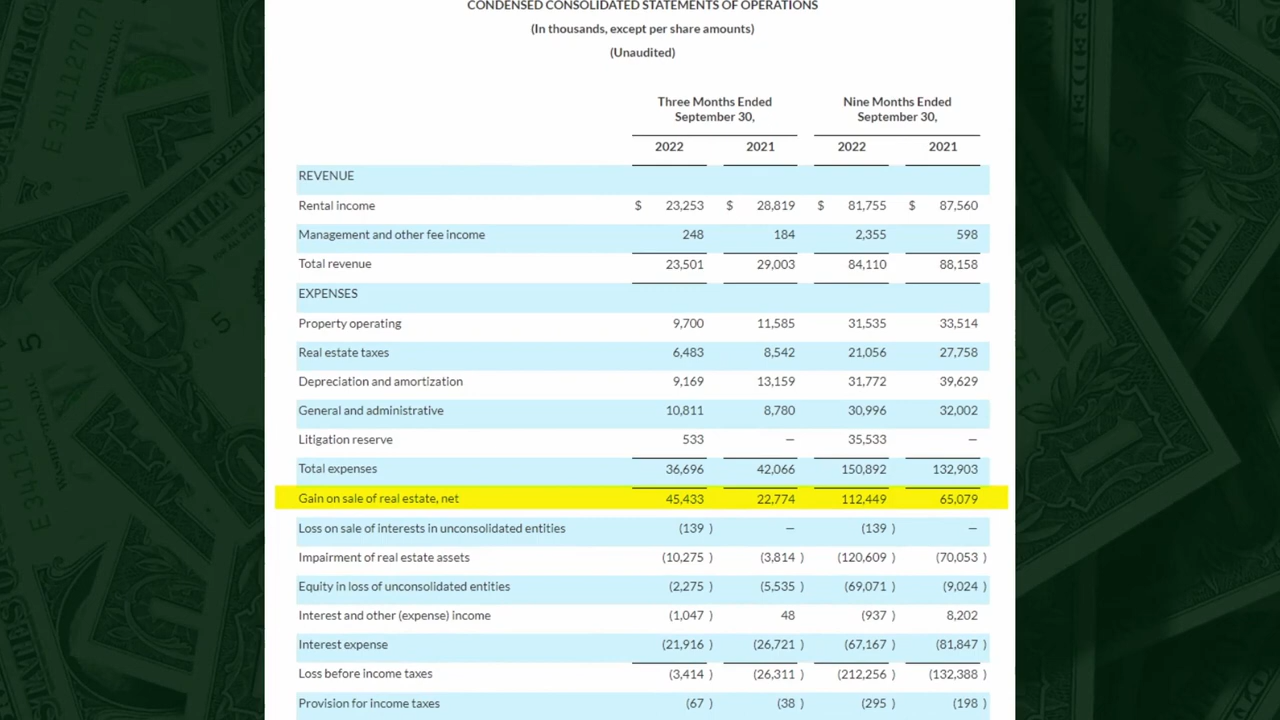 CONDENSED CONSOLIDATED STATEMENTS OF OPERATIONS
(In thousands, except per share amounts)
(Unaudited)
Three Months Ended September 30, Nine Months Ended September 30,
2022 2021 2022 2021
REVENUE
Rental income $ 23,253 $ 28,819 $ 81,755 $ 87,560
Management and other fee income 248 184 2,355 598
Total revenue 23,501 29,003 84,110 88,158
EXPENSES
Property operating 9,700 11,585 31,535 33,514
Real estate taxes 6,483 8,542 21,056 27,758
Depreciation and amortization 9,169 13,159 31,772 39,629
General and administrative 10,811 8,780 30,996 32,002
Litigation reserve 533 — 35,533 —
Total expenses 36,696 42,066 150,892 132,903
Gain on sale of real estate, net 45,433 22,774 112,449 65,079
Loss on sale of interests in unconsolidated entities (139 ) — (139 ) —
Impairment of real estate assets (10,275 ) (3,814 ) (120,609 ) (70,053 )
Equity in loss of unconsolidated entities (2,275 ) (5,535 ) (69,071 ) (9,024 )
Interest and other (expense) income (1,047 ) 48 (937 ) 8,202
Interest expense (21,916 ) (26,721 ) (67,167 ) (81,847 )
Loss before income taxes (3,414 ) (26,311 ) (212,256 ) (132,388 )
Provision for income taxes (67 ) (38 ) (295 ) (198 )